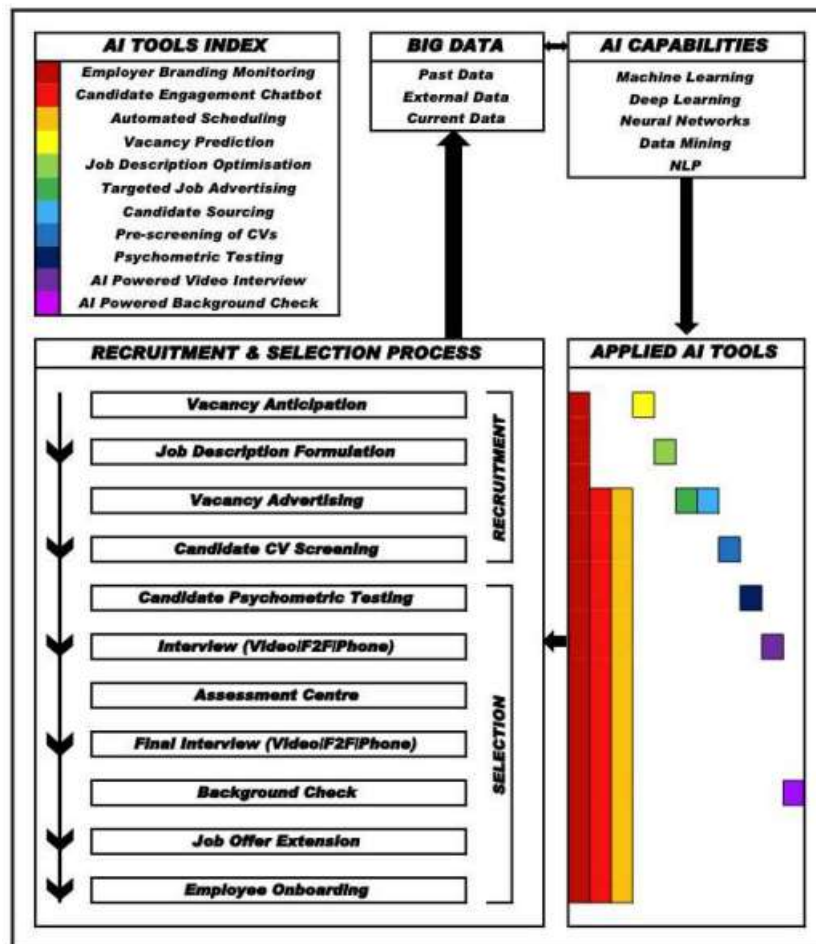 AI TOOLS INDEX
Employer Branding Monitoring
Candidate Engagement Chatbot
Automated Scheduling
Vacancy Prediction
Job Description Optimisation
Targeted Job Advertising
Candidate Sourcing
Pre-screening of CVs
Psychometric Testing
AI Powered Video Interview
AI Powered Background Check
BIG DATA
Past Data
External Data
Current Data
AI CAPABILITIES
Machine Learning
Deep Learning
Neural Networks
Data Mining
NLP
RECRUITMENT & SELECTION PROCESS
Vacancy Anticipation
Job Description Formulation
Vacancy Advertising
Candidate CV Screening
Candidate Psychometric Testing
Interview (Video/F2F/Phone)
Assessment Centre
Final Interview (Video/F2F/Phone)
Background Check
Job Offer Extension
Employee Onboarding
RECRUITMENT
SELECTION
APPLIED AI TOOLS